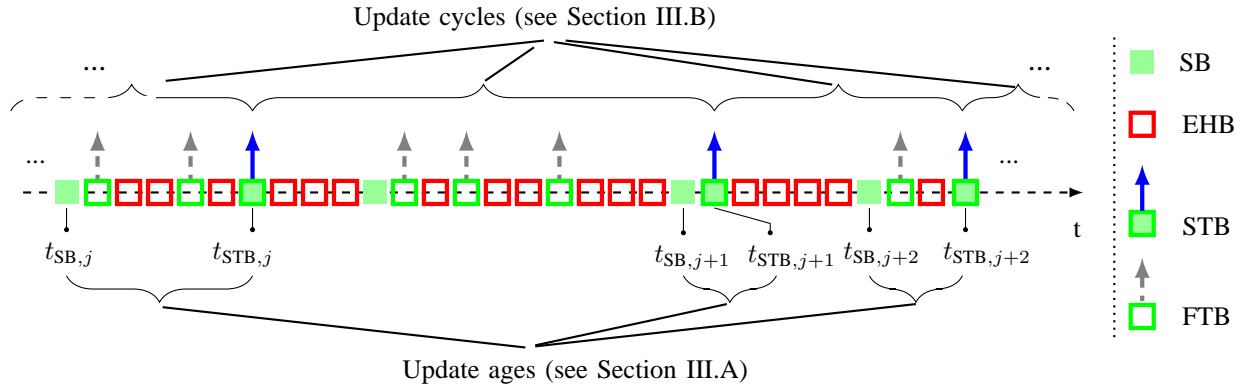 Update cycles (see Section III.B)
... ...
SB
EHB
... ...
t
STB
t_{SB,j} t_{STB,j} t_{SB,j+1} t_{STB,j+1} t_{SB,j+2} t_{STB,j+2}
FTB
Update ages (see Section III.A)